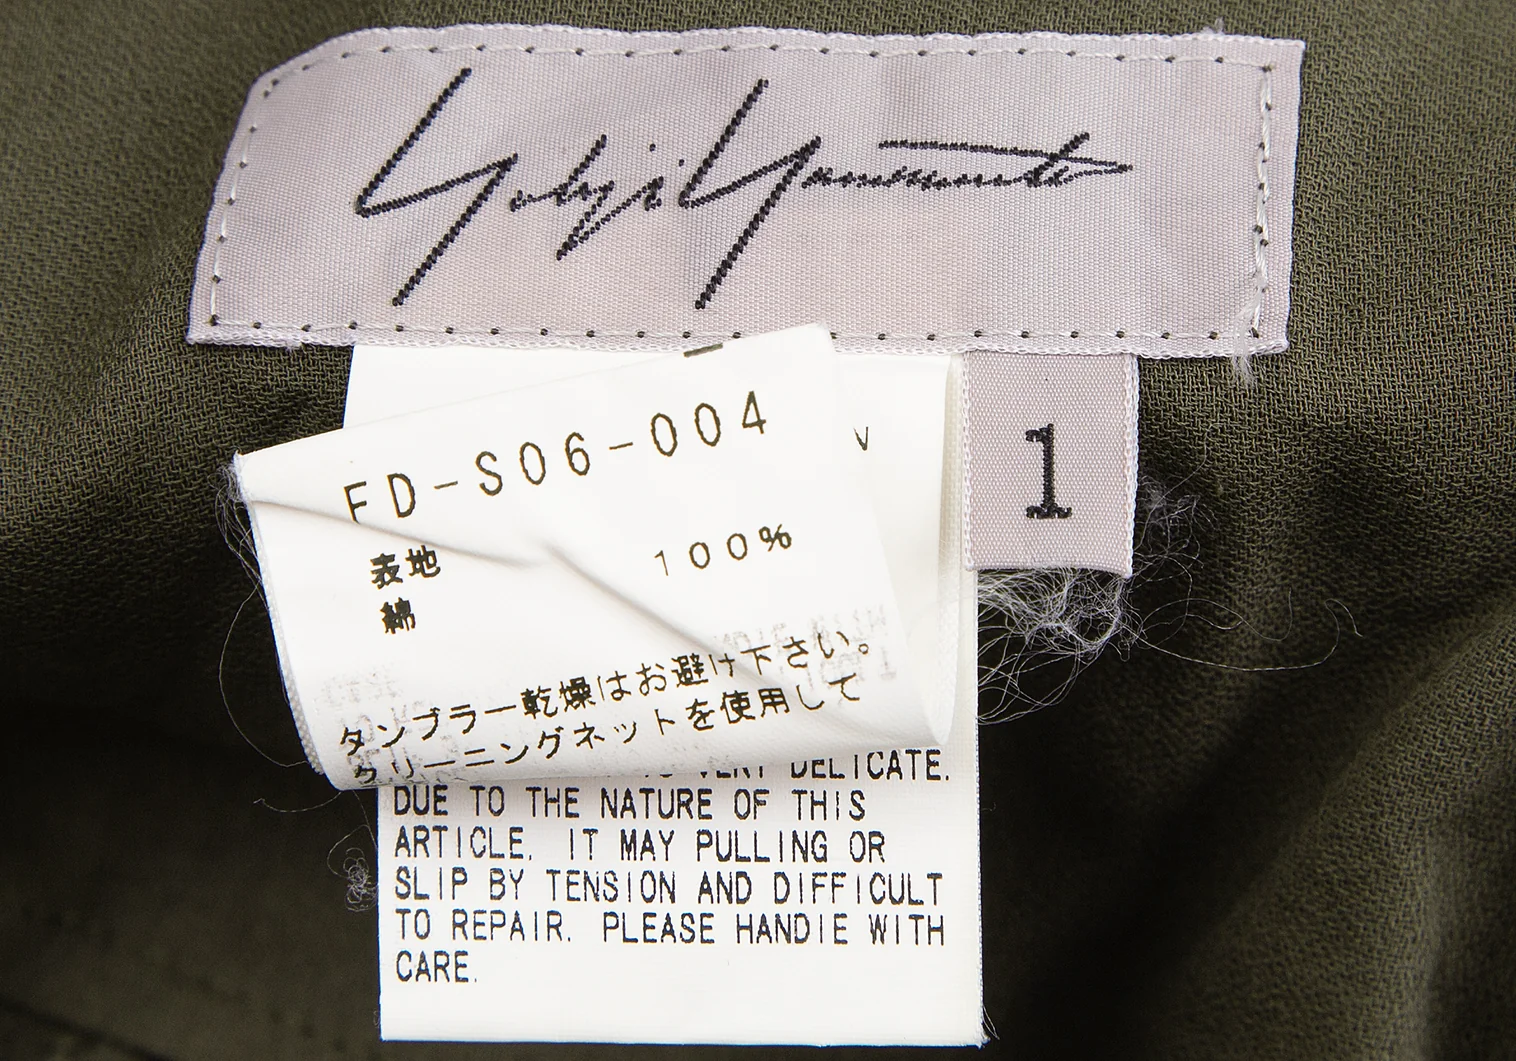 Yohji Yamamoto
1
FD-S06-004
表地 100%
綿
タンブラー乾燥はお避け下さい。
クリーニングネットを使用して
VERY DELICATE.
DUE TO THE NATURE OF THIS
ARTICLE. IT MAY PULLING OR
SLIP BY TENSION AND DIFFICULT
TO REPAIR. PLEASE HANDIE WITH
CARE.